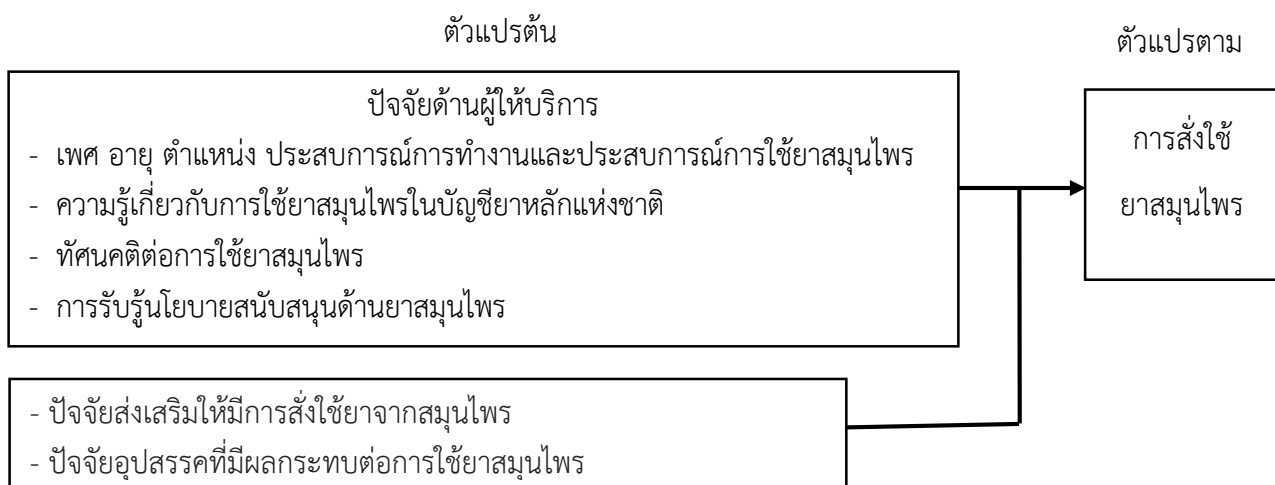 ตัวแปรต้น
ตัวแปรตาม
ปัจจัยด้านผู้ให้บริการ
- เพศ อายุ ตำแหน่ง ประสบการณ์การทำงานและประสบการณ์การใช้ยาสมุนไพร
- ความรู้เกี่ยวกับการใช้ยาสมุนไพรในบัญชียาหลักแห่งชาติ
- ทัศนคติต่อการใช้ยาสมุนไพร
- การรับรู้นโยบายสนับสนุนด้านยาสมุนไพร
การสั่งใช้
ยาสมุนไพร
- ปัจจัยส่งเสริมให้มีการสั่งใช้ยาจากสมุนไพร
- ปัจจัยอุปสรรคที่มีผลกระทบต่อการใช้ยาสมุนไพร